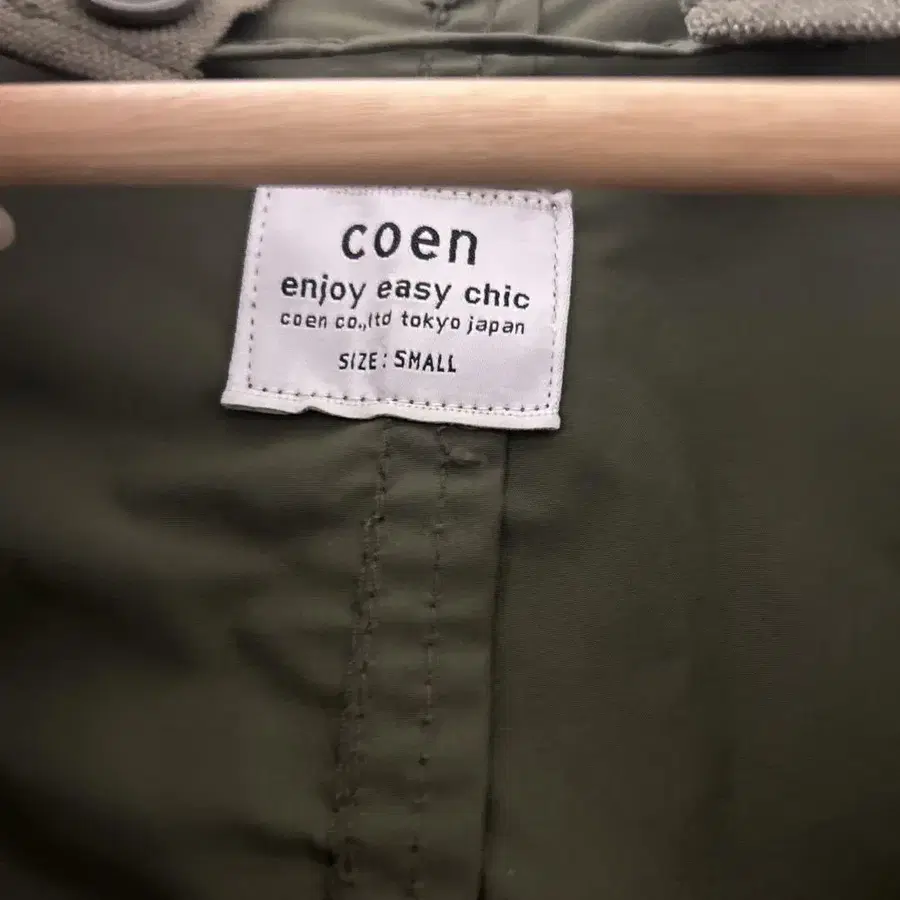 coen
enjoy easy chic
coen co.,ltd tokyo japan
SIZE: SMALL